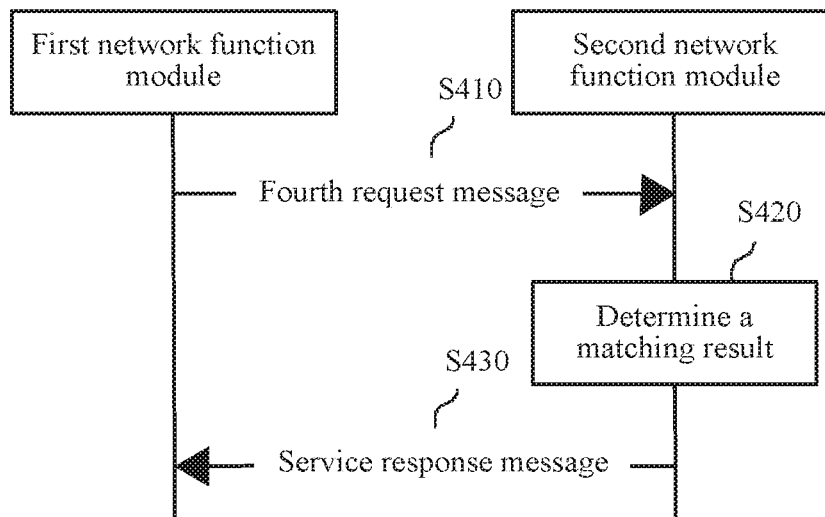 First network function
module
Second network
function module
S410
Fourth request message
S420
Determine a
matching result
S430
Service response message